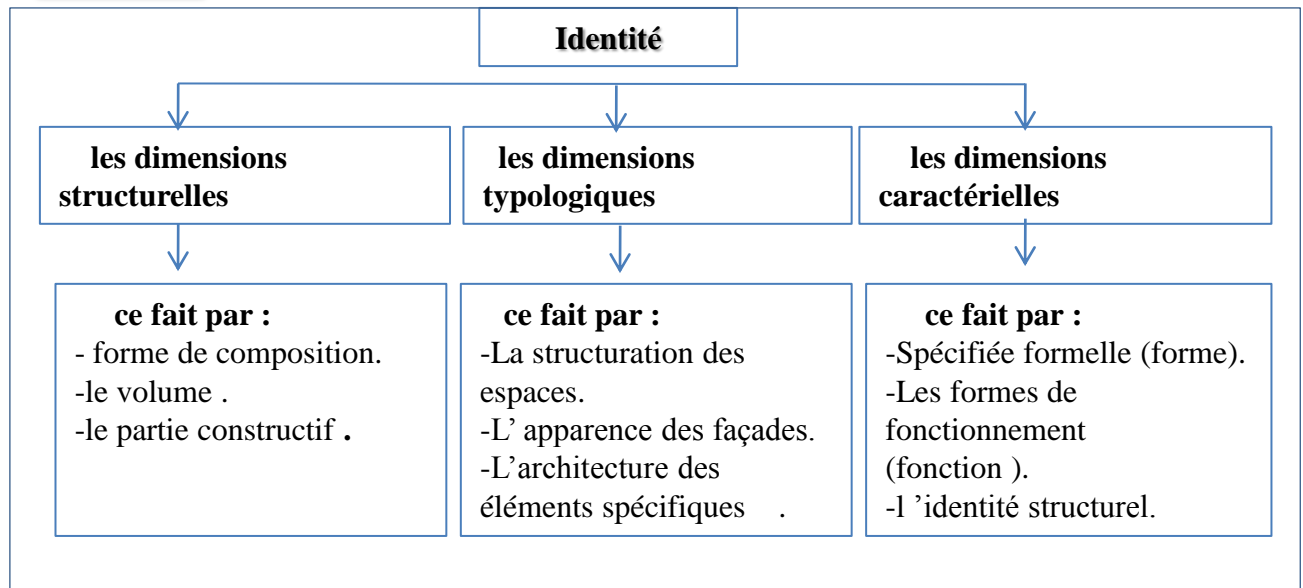 Identité
les dimensions
structurelles
les dimensions
typologiques
les dimensions
caractérielles
ce fait par :
- forme de composition.
-le volume .
-le partie constructif .
ce fait par :
-La structuration des
espaces.
-L’ apparence des façades.
-L’architecture des
éléments spécifiques .
ce fait par :
-Spécifiée formelle (forme).
-Les formes de
fonctionnement
(fonction ).
-l ’identité structurel.